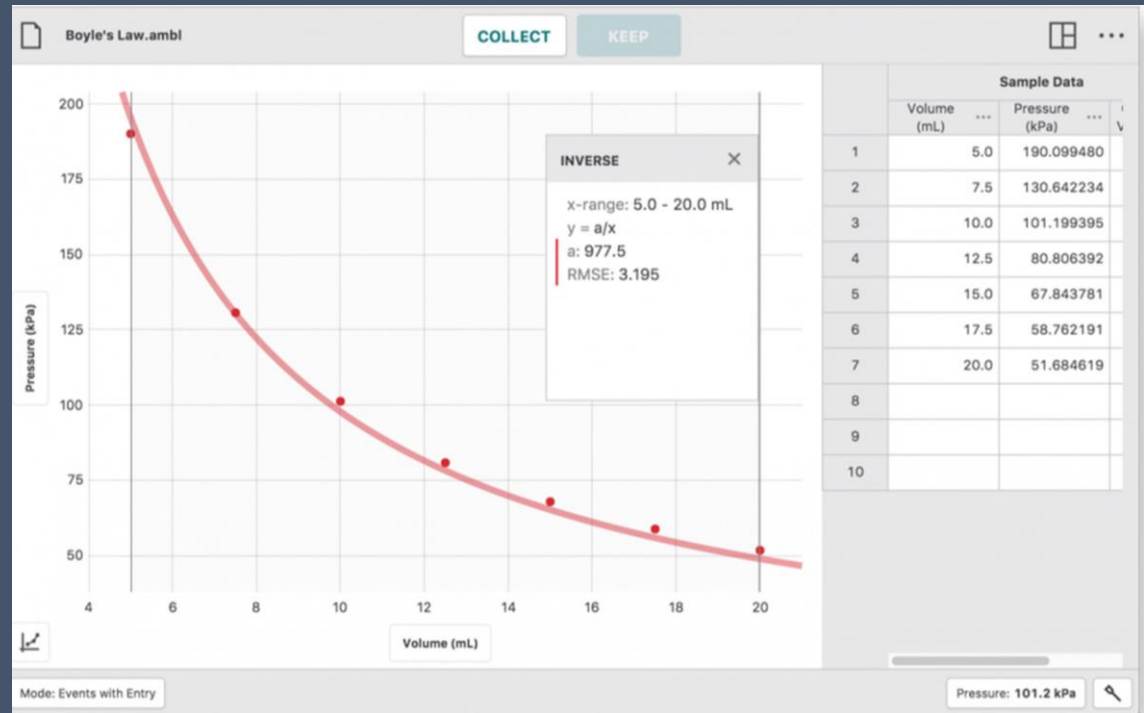 Boyle's Law.ambl
COLLECT
KEEP
200
175
150
125
100
75
50
Pressure (kPa)
4 6 8 10 12 14 16 18 20
Volume (mL)
INVERSE
x-range: 5.0 - 20.0 mL
y = a/x
a: 977.5
RMSE: 3.195
Sample Data
Volume (mL)
Pressure (kPa)
1 5.0 190.099480
2 7.5 130.642234
3 10.0 101.199395
4 12.5 80.806392
5 15.0 67.843781
6 17.5 58.762191
7 20.0 51.684619
8
9
10
Mode: Events with Entry
Pressure: 101.2 kPa